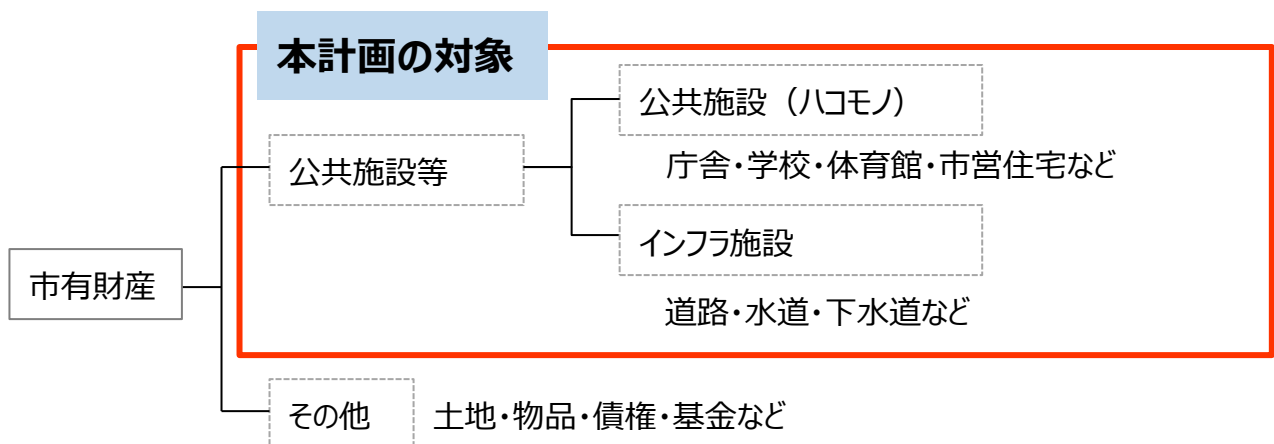 本計画の対象
公共施設（ハコモノ）
公共施設等
庁舎・学校・体育館・市営住宅など
インフラ施設
市有財産
道路・水道・下水道など
その他
土地・物品・債権・基金など